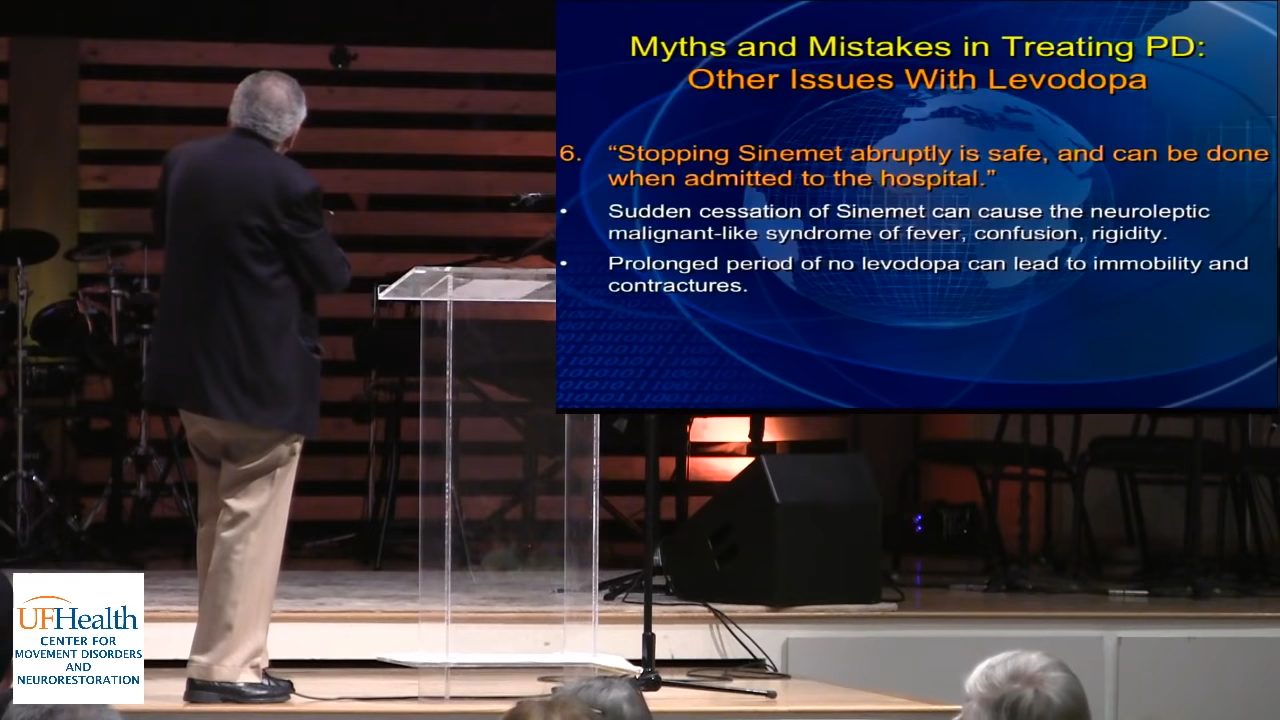 Myths and Mistakes in Treating PD:
Other Issues With Levodopa
6. “Stopping Sinemet abruptly is safe, and can be done
when admitted to the hospital.”
• Sudden cessation of Sinemet can cause the neuroleptic
malignant-like syndrome of fever, confusion, rigidity.
• Prolonged period of no levodopa can lead to immobility and
contractures.
UFHealth
CENTER FOR
MOVEMENT DISORDERS
AND
NEURORESTORATION